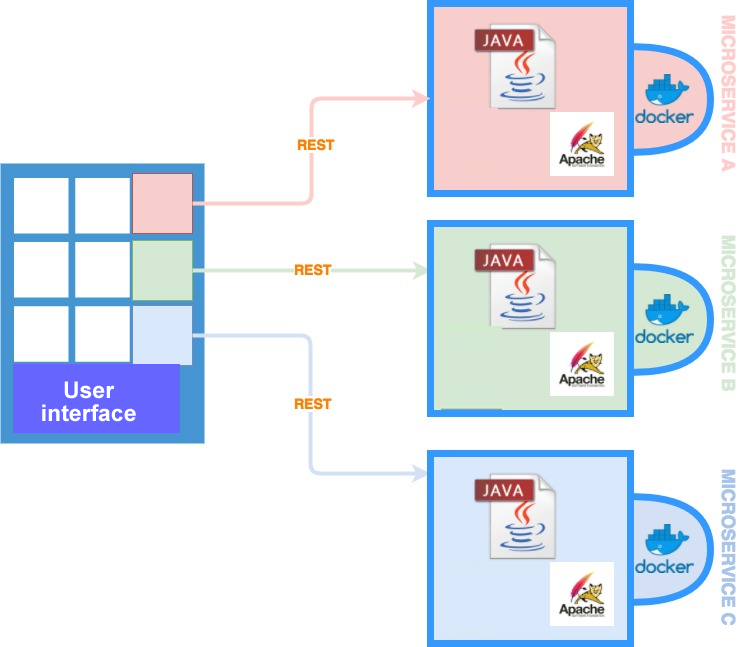 JAVA
Apache
docker
MICROSERVICE A
REST
JAVA
Apache
docker
MICROSERVICE B
REST
User
interface
REST
JAVA
Apache
docker
MICROSERVICE C